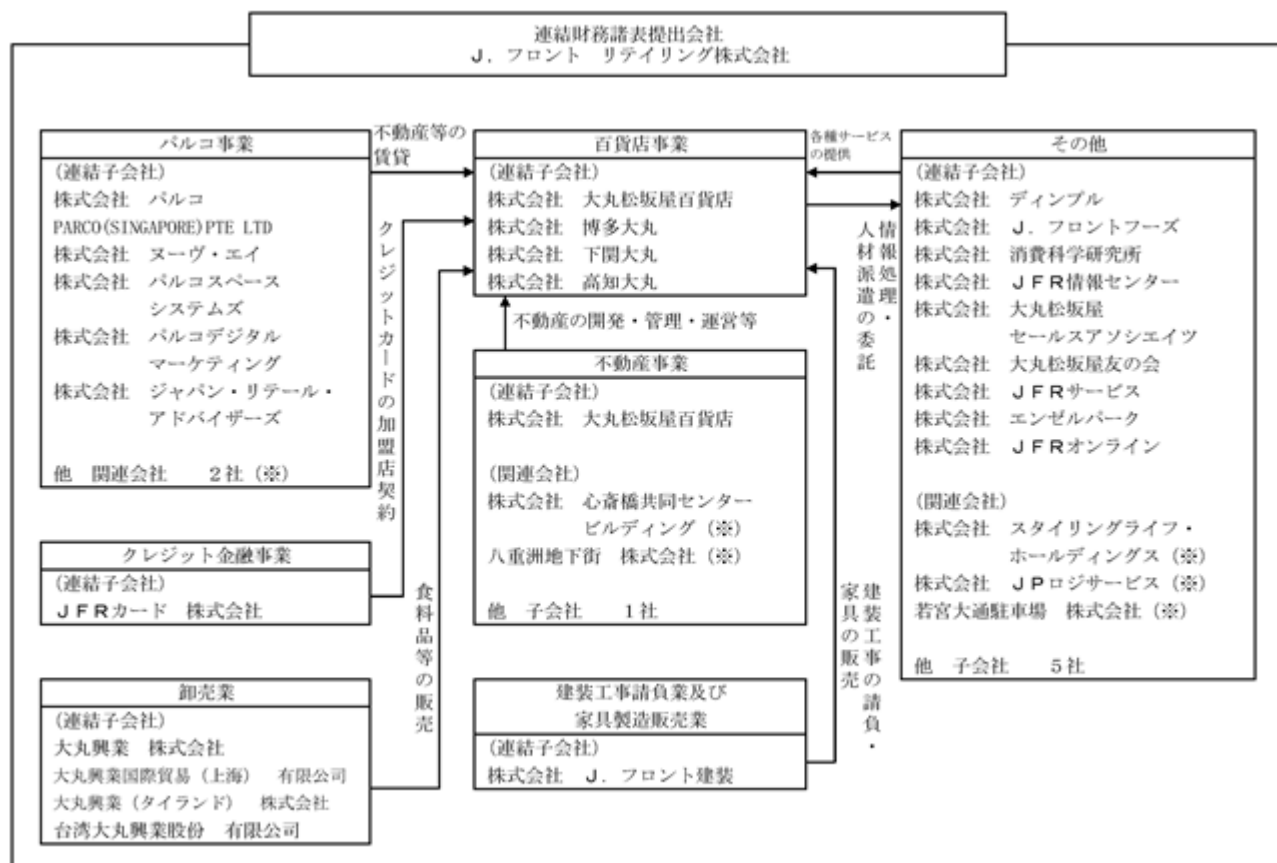 連結財務諸表提出会社
J．フロント　リテイリング株式会社
パルコ事業
(連結子会社)
株式会社　パルコ
PARCO(SINGAPORE)PTE LTD
株式会社　ヌーヴ・エイ
株式会社　パルコスペース
システムズ
株式会社　パルコデジタル
マーケティング
株式会社　ジャパン・リテール・
アドバイザーズ
他　関連会社　　2社（※）
不動産等の
賃貸
百貨店事業
(連結子会社)
株式会社　大丸松坂屋百貨店
株式会社　博多大丸
株式会社　下関大丸
株式会社　高知大丸
各種サービス
の提供
その他
(連結子会社)
株式会社　ディンプル
株式会社　J．フロントフーズ
株式会社　消費科学研究所
株式会社　JFR情報センター
株式会社　大丸松坂屋
セールスアソシエイツ
株式会社　大丸松坂屋友の会
株式会社　JFRサービス
株式会社　エンゼルパーク
株式会社　JFRオンライン
(関連会社)
株式会社　スタイリングライフ・
ホールディングス（※）
株式会社　JPロジサービス（※）
若宮大通駐車場　株式会社（※）
他　子会社　　5社
情報処理・
人材派遣の委託
クレジットカードの加盟店契約
不動産の開発・管理・運営等
不動産事業
(連結子会社)
株式会社　大丸松坂屋百貨店
(関連会社)
株式会社　心斎橋共同センター
ビルディング（※）
八重洲地下街　株式会社（※）
他　子会社　　1社
クレジット金融事業
(連結子会社)
JFRカード　株式会社
食料品等の販売
建装工事の請負・
家具の販売
卸売業
(連結子会社)
大丸興業　株式会社
大丸興業国際貿易（上海）　有限公司
大丸興業（タイランド）　株式会社
台湾大丸興業股份　有限公司
建装工事請負業及び
家具製造販売業
(連結子会社)
株式会社　J．フロント建装